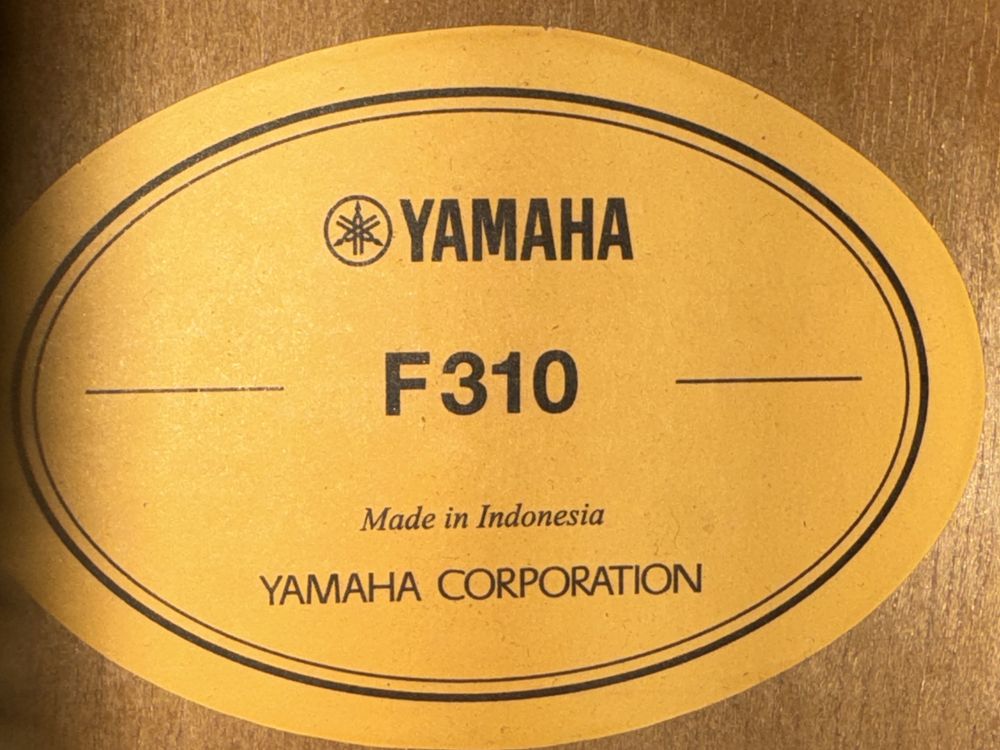 YAMAHA
F310
Made in Indonesia
YAMAHA CORPORATION